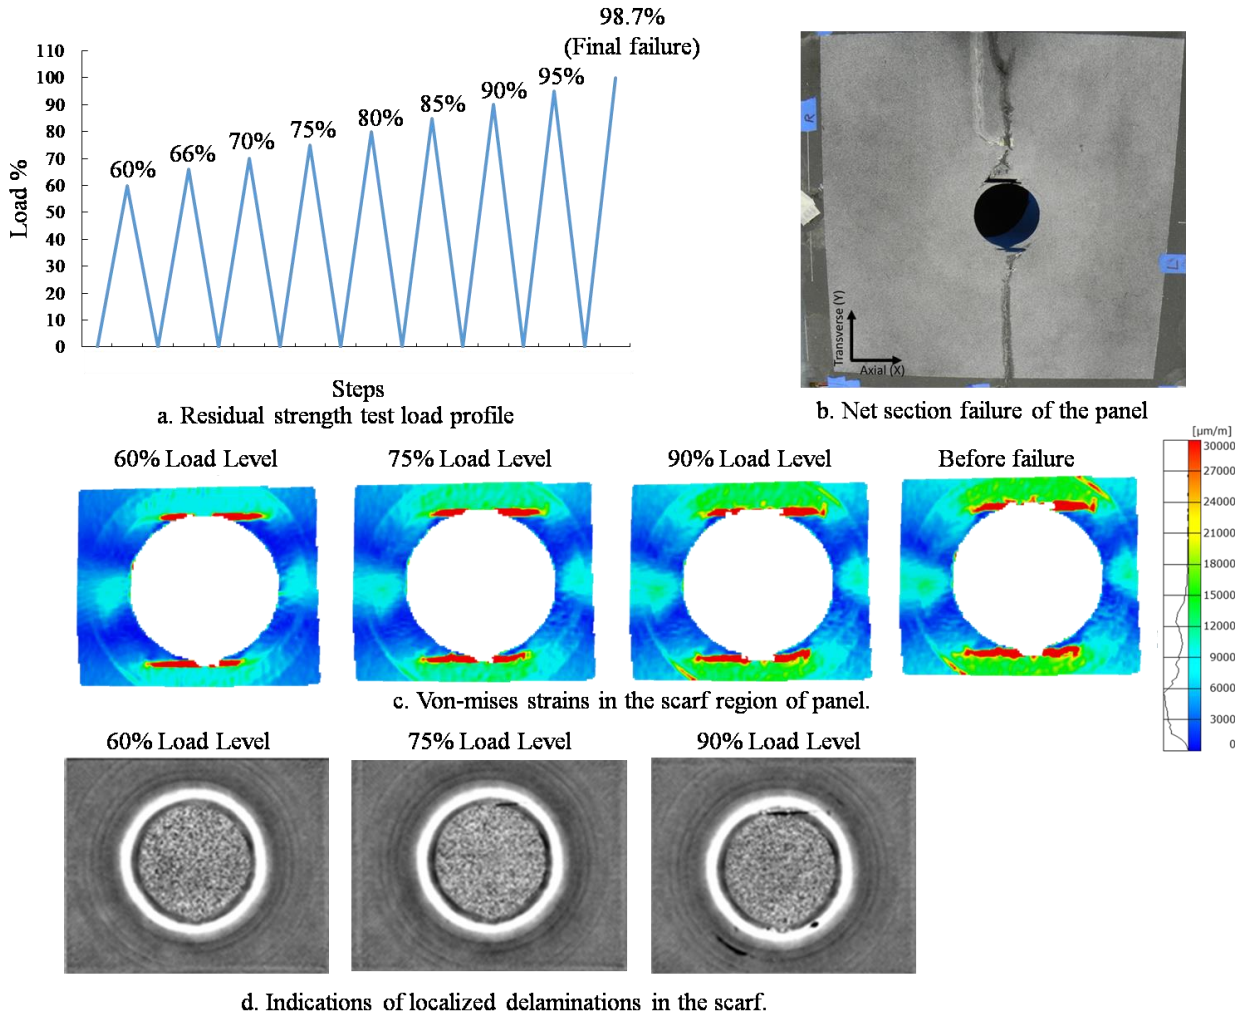 98.7%
(Final failure)
110
100
90
80
70
60
50
40
30
20
10
0
Load %
60%
66%
70%
75%
80%
85%
90%
95%
Steps
a. Residual strength test load profile
R
Transverse (Y)
Axial (X)
b. Net section failure of the panel
60% Load Level
75% Load Level
90% Load Level
Before failure
[µm/m]
30000
27000
24000
21000
18000
15000
12000
9000
6000
3000
0
c. Von-mises strains in the scarf region of panel.
60% Load Level
75% Load Level
90% Load Level
d. Indications of localized delaminations in the scarf.